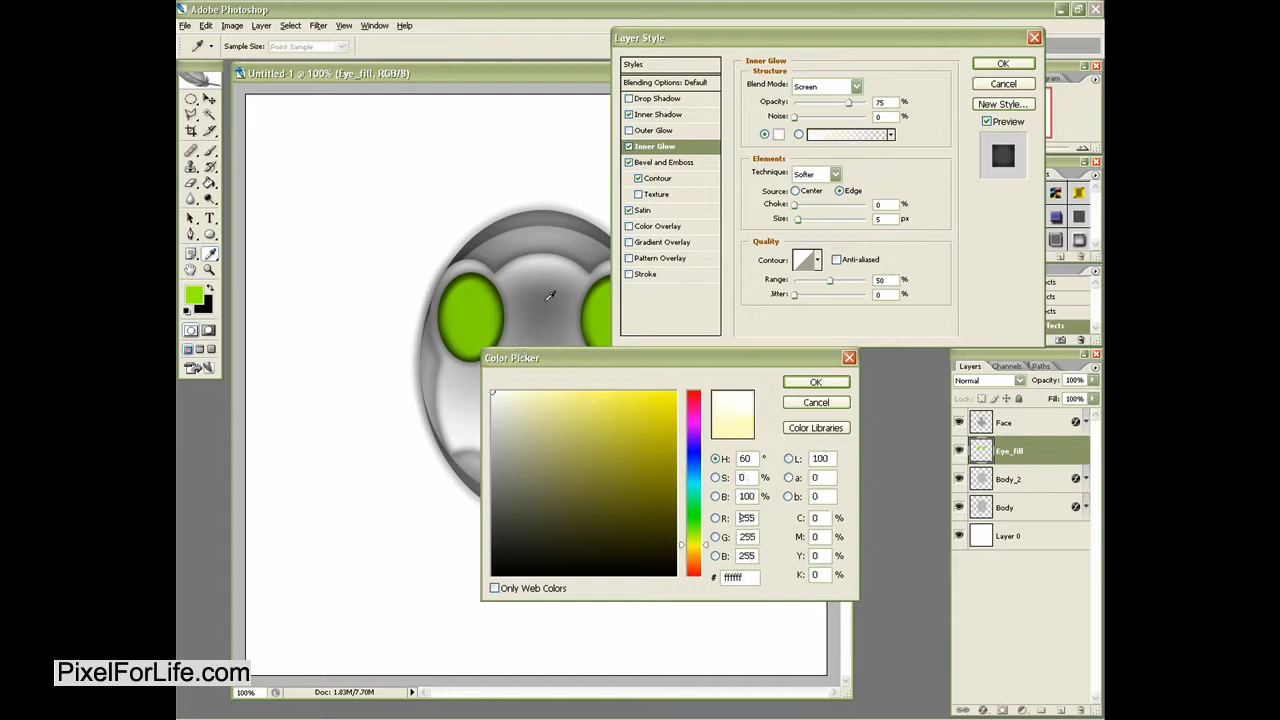 Adobe Photoshop
File Edit Image Layer Select Filter View Window Help
Sample Size: Point Sample
Untitled-1 @ 100% (Eye_fill, RGB/8)
Layer Style
Styles
Blending Options: Default
Drop Shadow
Inner Shadow
Outer Glow
Inner Glow
Bevel and Emboss
Contour
Texture
Satin
Color Overlay
Gradient Overlay
Pattern Overlay
Stroke
Inner Glow
Structure
Blend Mode: Screen
Opacity: 75 %
Noise: 0 %
Elements
Technique: Softer
Source: Center Edge
Choke: 0 %
Size: 5 px
Quality
Contour: Anti-aliased
Range: 50 %
Jitter: 0 %
OK
Cancel
New Style...
Preview
Color Picker
OK
Cancel
Color Libraries
H: 60 °
S: 0 %
B: 100 %
R: 255
G: 255
B: 255
# ffffff
L: 100
a: 0
b: 0
C: 0 %
M: 0 %
Y: 0 %
K: 0 %
Only Web Colors
Layers Channels Paths
Normal Opacity: 100%
Lock: Fill: 100%
Face
Eye_fill
Body_2
Body
Layer 0
100% Doc: 1.83M/7.70M
PixelForLife.com